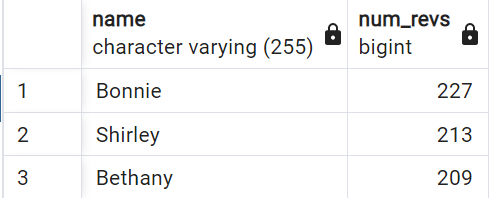 name num_revs
character varying (255) bigint
1 Bonnie 227
2 Shirley 213
3 Bethany 209